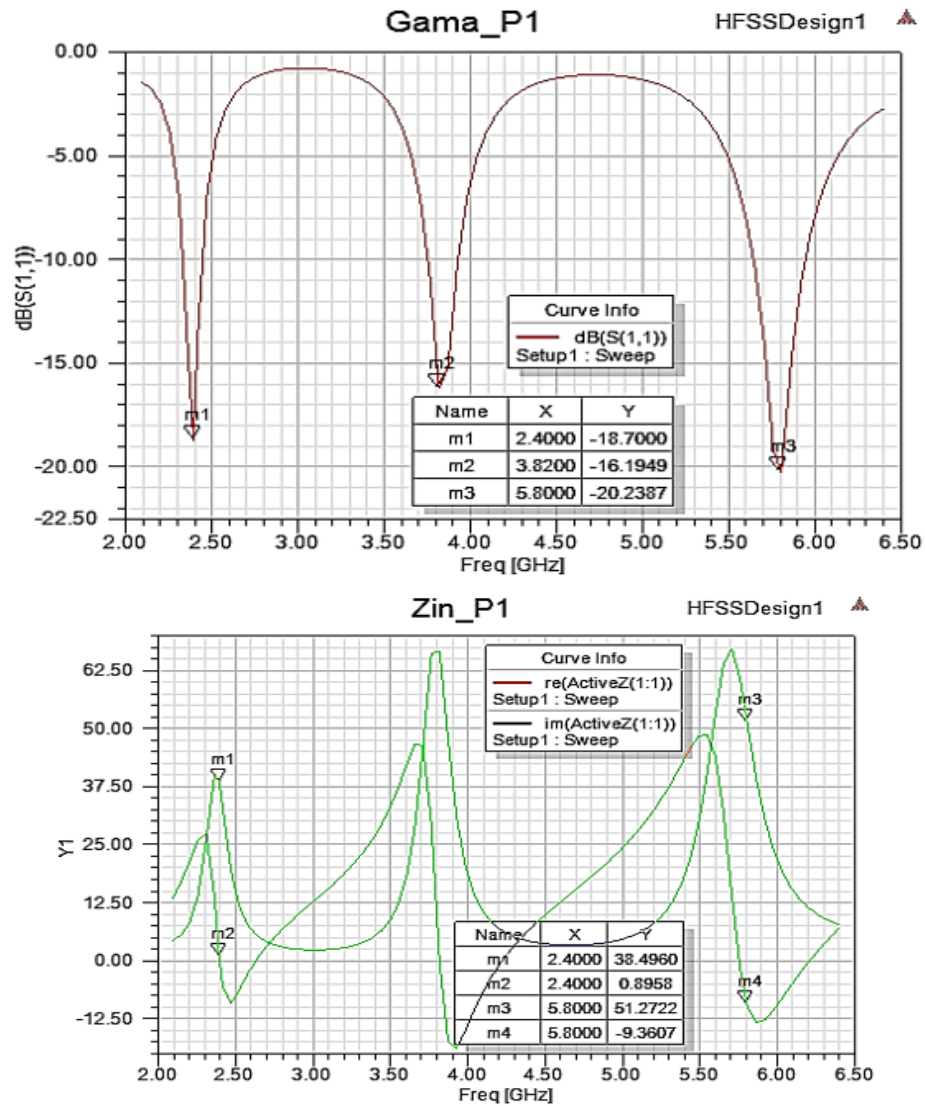 Gama_P1
HFSSDesign1
0.00
-5.00
-10.00
-15.00
-20.00
-22.50
dB(S(1,1))
m1
m2
m3
Curve Info
dB(S(1,1))
Setup1 : Sweep
Name X Y
m1 2.4000 -18.7000
m2 3.8200 -16.1949
m3 5.8000 -20.2387
2.00 2.50 3.00 3.50 4.00 4.50 5.00 5.50 6.00 6.50
Freq [GHz]
Zin_P1
HFSSDesign1
62.50
50.00
37.50
25.00
12.50
0.00
-12.50
Y1
m1
m2
m3
m4
Curve Info
re(ActiveZ(1:1))
Setup1 : Sweep
im(ActiveZ(1:1))
Setup1 : Sweep
Name X Y
m1 2.4000 38.4960
m2 2.4000 0.8958
m3 5.8000 51.2722
m4 5.8000 -9.3607
2.00 2.50 3.00 3.50 4.00 4.50 5.00 5.50 6.00 6.50
Freq [GHz]